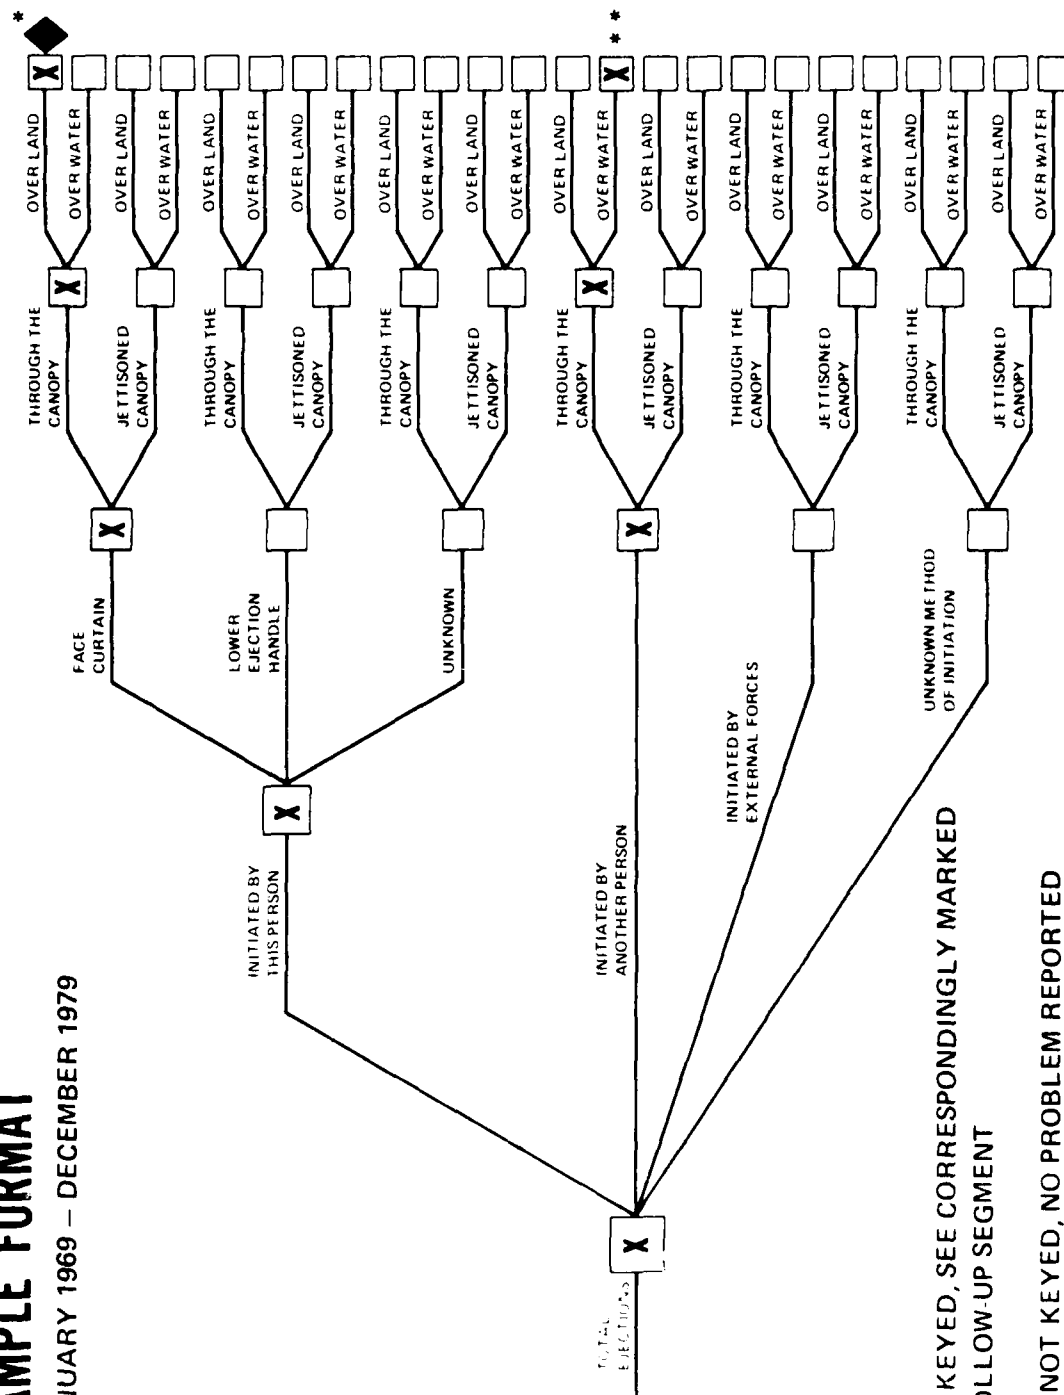 AMPLE FORMAT
NUARY 1969 – DECEMBER 1979
TOTAL
EJECTIONS
X
INITIATED BY
THIS PERSON
X
INITIATED BY
ANOTHER PERSON
INITIATED BY
EXTERNAL FORCES
UNKNOWN METHOD
OF INITIATION
FACE
CURTAIN
X
LOWER
EJECTION
HANDLE
UNKNOWN
X
THROUGH THE
CANOPY
X
JETTISONED
CANOPY
THROUGH THE
CANOPY
JETTISONED
CANOPY
THROUGH THE
CANOPY
JETTISONED
CANOPY
THROUGH THE
CANOPY
X
JETTISONED
CANOPY
THROUGH THE
CANOPY
JETTISONED
CANOPY
THROUGH THE
CANOPY
JETTISONED
CANOPY
OVER LAND
X
*
OVER WATER
OVER LAND
OVER WATER
OVER LAND
OVER WATER
OVER LAND
OVER WATER
OVER LAND
OVER WATER
OVER LAND
OVER WATER
OVER LAND
OVER WATER
X
* *
OVER LAND
OVER WATER
OVER LAND
OVER WATER
OVER LAND
OVER WATER
OVER LAND
OVER WATER
OVER LAND
OVER WATER
KEYED, SEE CORRESPONDINGLY MARKED
OLLOW-UP SEGMENT
NOT KEYED, NO PROBLEM REPORTED